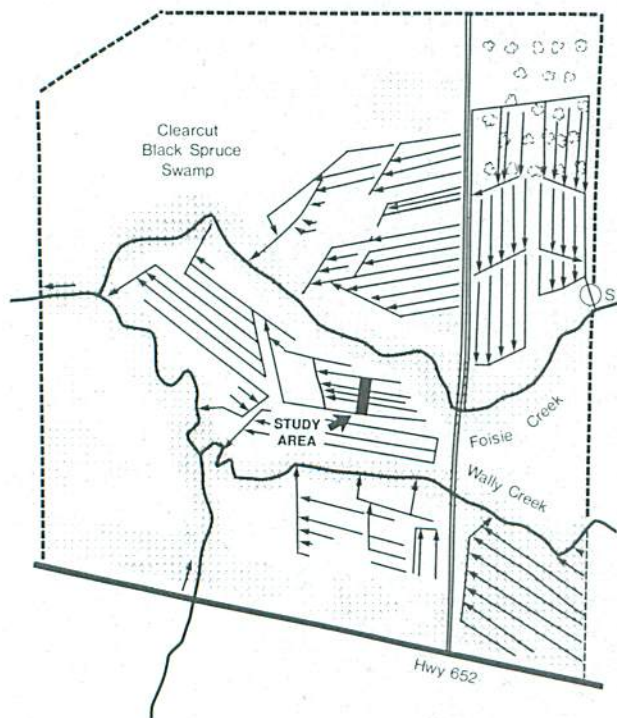 Clearcut
Black Spruce
Swamp
S
STUDY
AREA
Foisie Creek
Wally Creek
Hwy 652